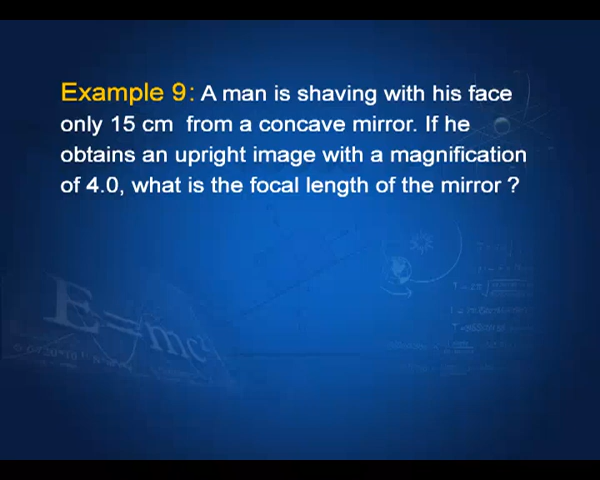 Example 9: A man is shaving with his face
only 15 cm from a concave mirror. If he
obtains an upright image with a magnification
of 4.0, what is the focal length of the mirror ?
E=mc²